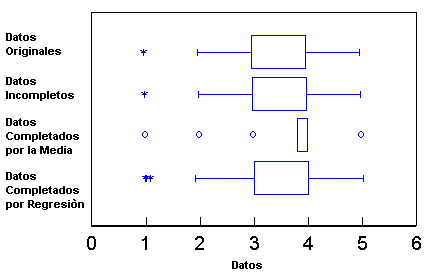 Datos
Originales
Datos
Incompletos
Datos
Completados
por la Media
Datos
Completados
por Regresiòn
0 1 2 3 4 5 6
Datos